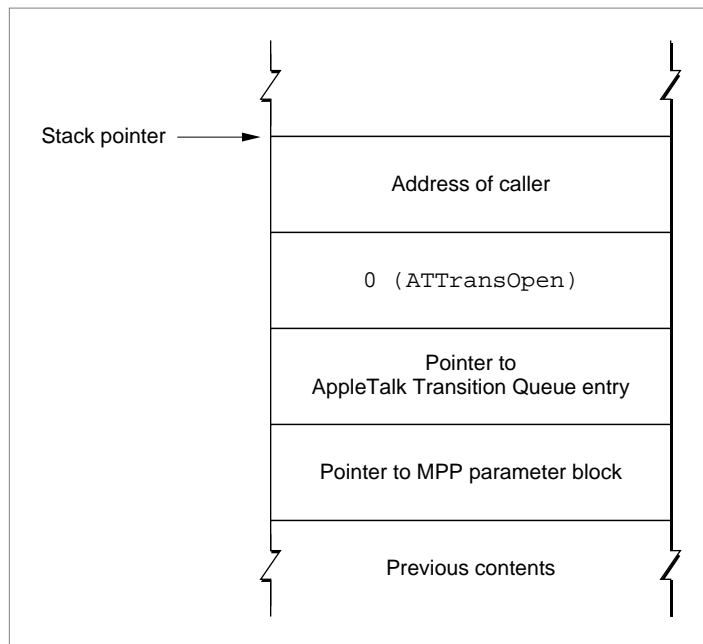 Stack pointer
Address of caller
0 (ATTransOpen)
Pointer to
AppleTalk Transition Queue entry
Pointer to MPP parameter block
Previous contents